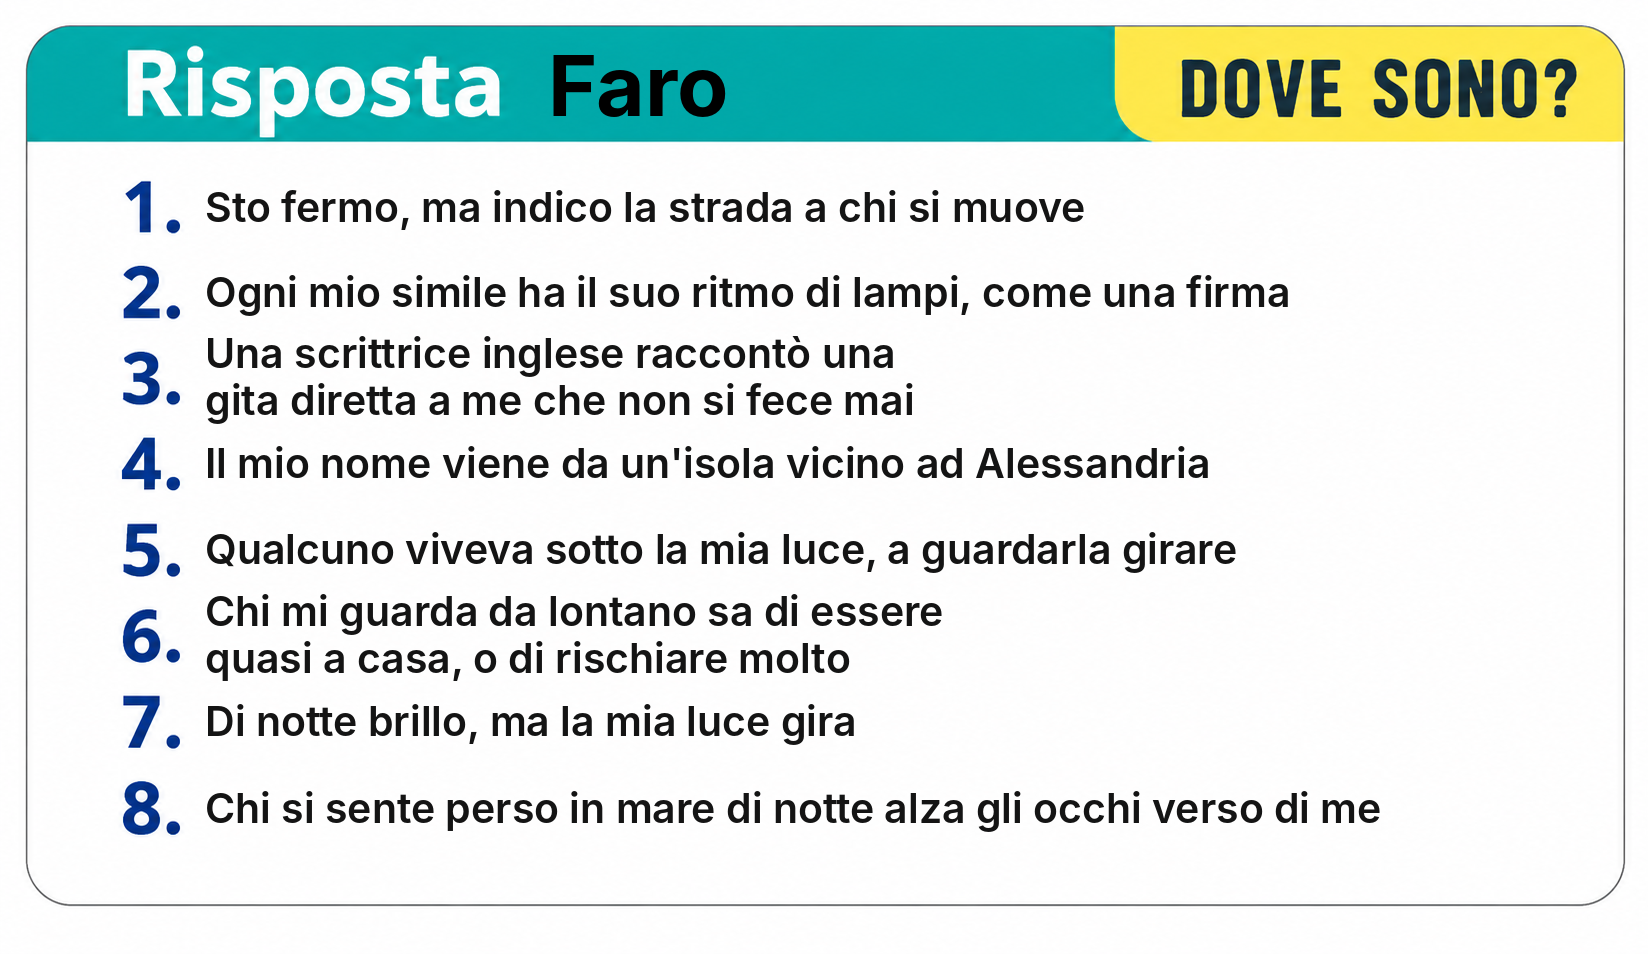 Risposta Faro
DOVE SONO?
1. Sto fermo, ma indico la strada a chi si muove
2. Ogni mio simile ha il suo ritmo di lampi, come una firma
3. Una scrittrice inglese raccontò una
gita diretta a me che non si fece mai
4. Il mio nome viene da un'isola vicino ad Alessandria
5. Qualcuno viveva sotto la mia luce, a guardarla girare
6. Chi mi guarda da lontano sa di essere
quasi a casa, o di rischiare molto
7. Di notte brillo, ma la mia luce gira
8. Chi si sente perso in mare di notte alza gli occhi verso di me